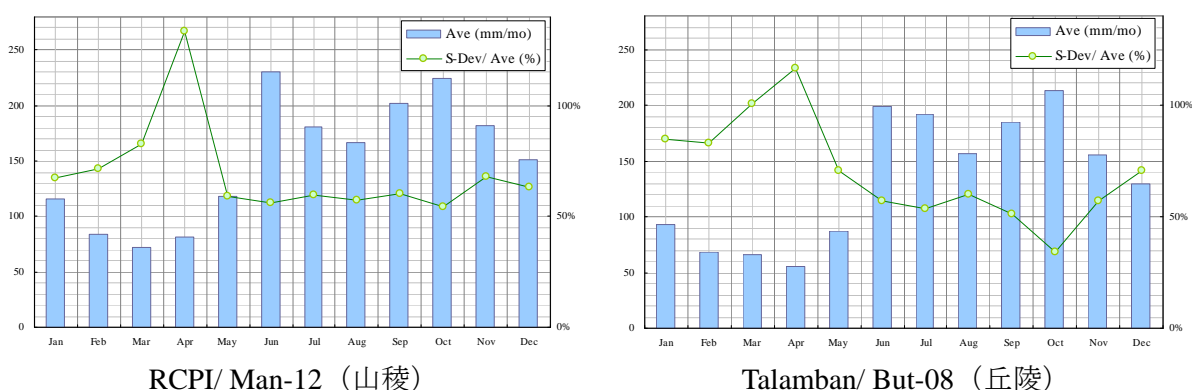 Ave (mm/mo)
S-Dev/ Ave (%)
250
200
150
100
50
0
100%
50%
0%
Jan Feb Mar Apr May Jun Jul Aug Sep Oct Nov Dec
RCPI/ Man-12（山稜）
Ave (mm/mo)
S-Dev/ Ave (%)
250
200
150
100
50
0
100%
50%
0%
Jan Feb Mar Apr May Jun Jul Aug Sep Oct Nov Dec
Talamban/ But-08（丘陵）